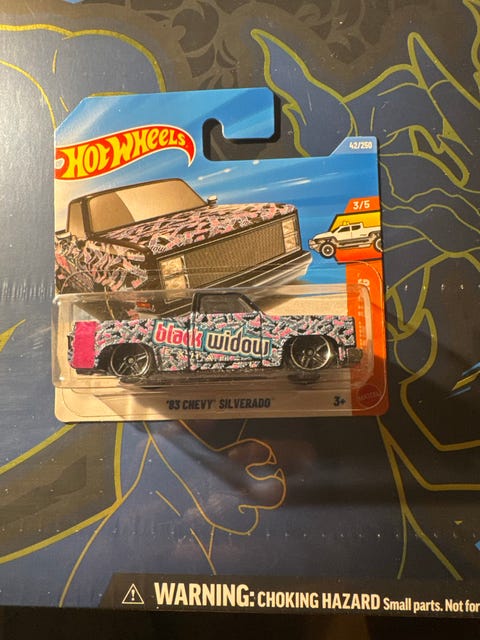 HOT WHEELS
42/250
3/5
black widow
'83 CHEVY SILVERADO
3+
MATTEL
WARNING: CHOKING HAZARD Small parts. Not for